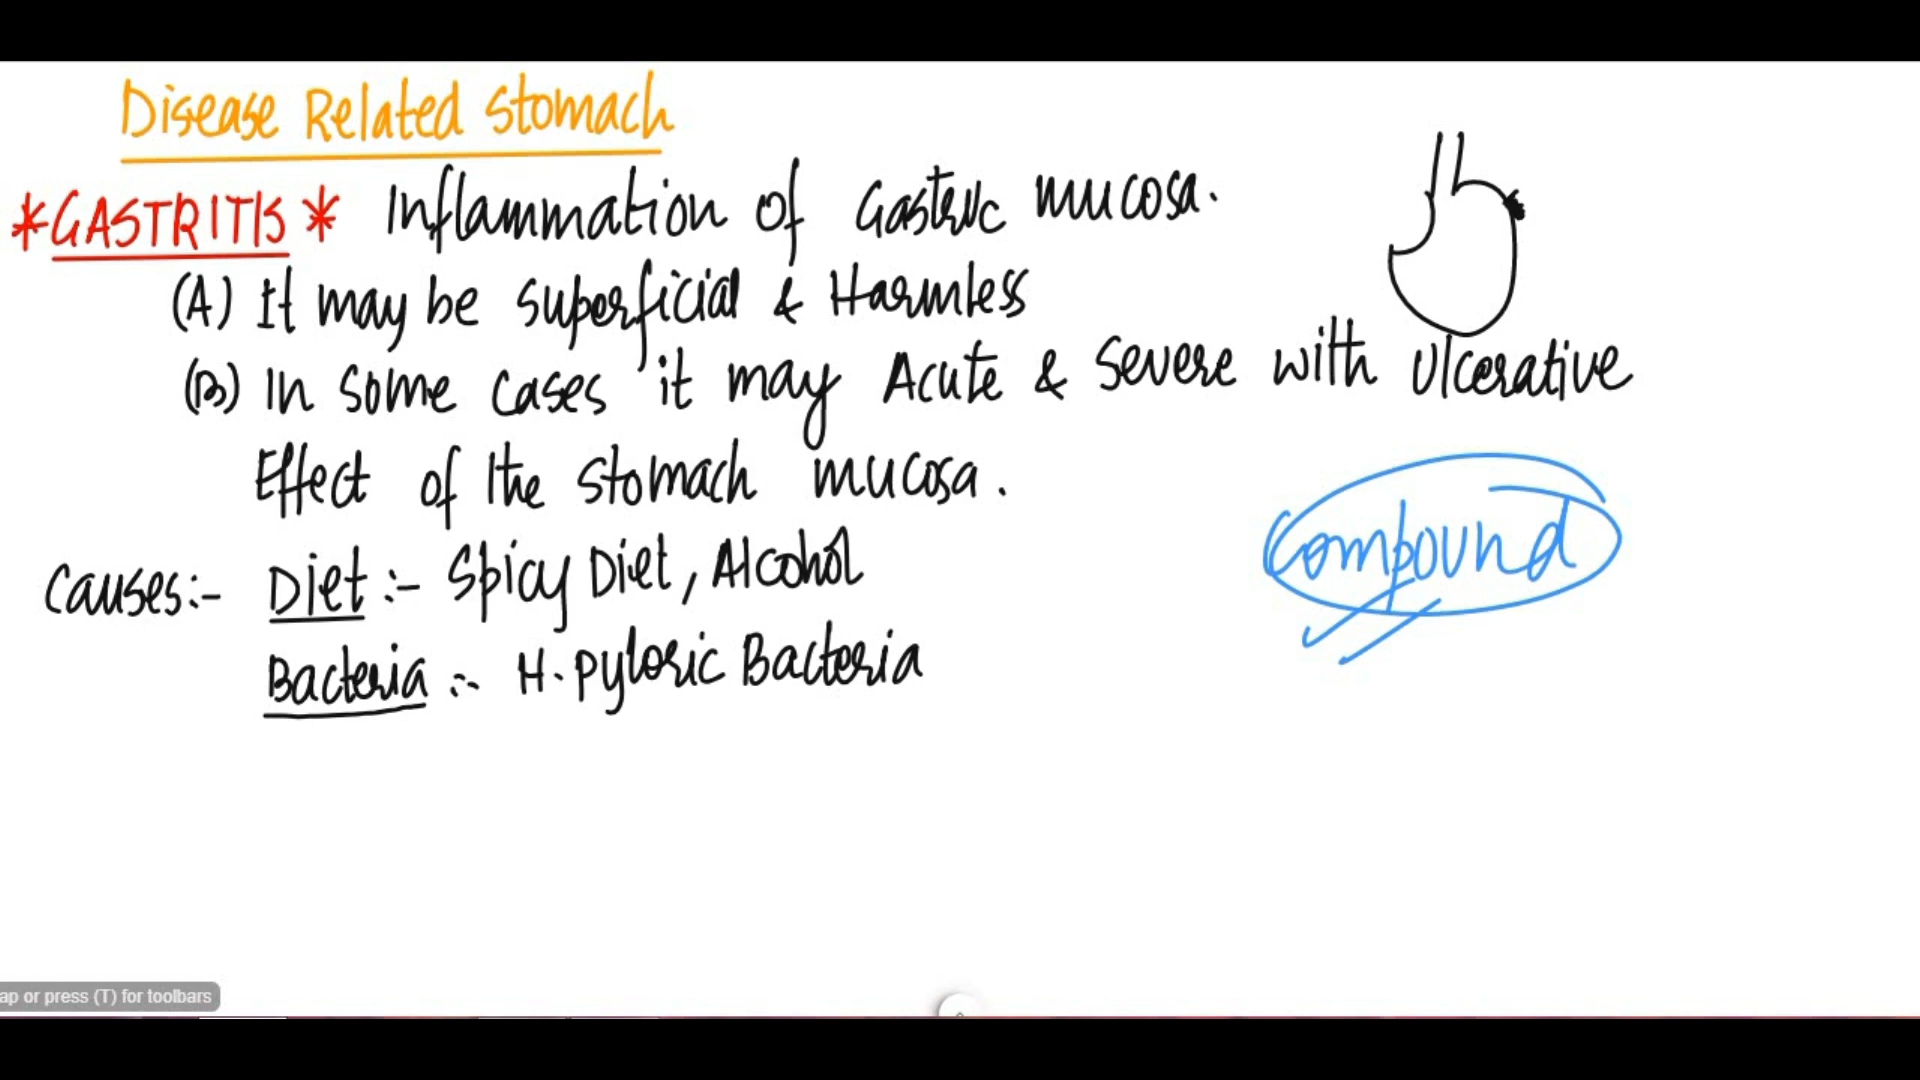 Disease Related Stomach
*GASTRITIS* Inflammation of Gastric mucosa.
(A) It may be superficial & Harmless
(B) In some cases it may Acute & Severe with Ulcerative
Effect of the stomach mucosa.
Compound
Causes:- Diet:- Spicy Diet, Alcohol
Bacteria:- H. Pyloric Bacteria
ap or press (T) for toolbars